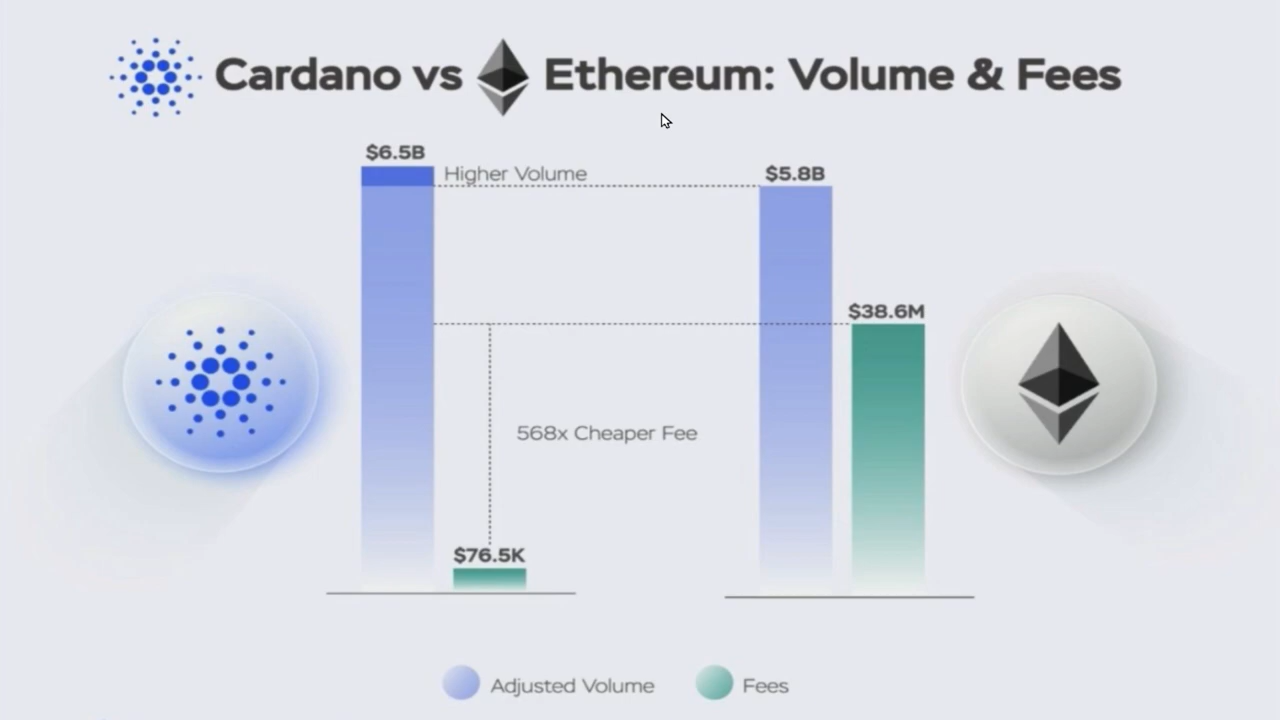 Cardano vs Ethereum: Volume & Fees
$6.5B
Higher Volume
$5.8B
$38.6M
568x Cheaper Fee
$76.5K
Adjusted Volume
Fees